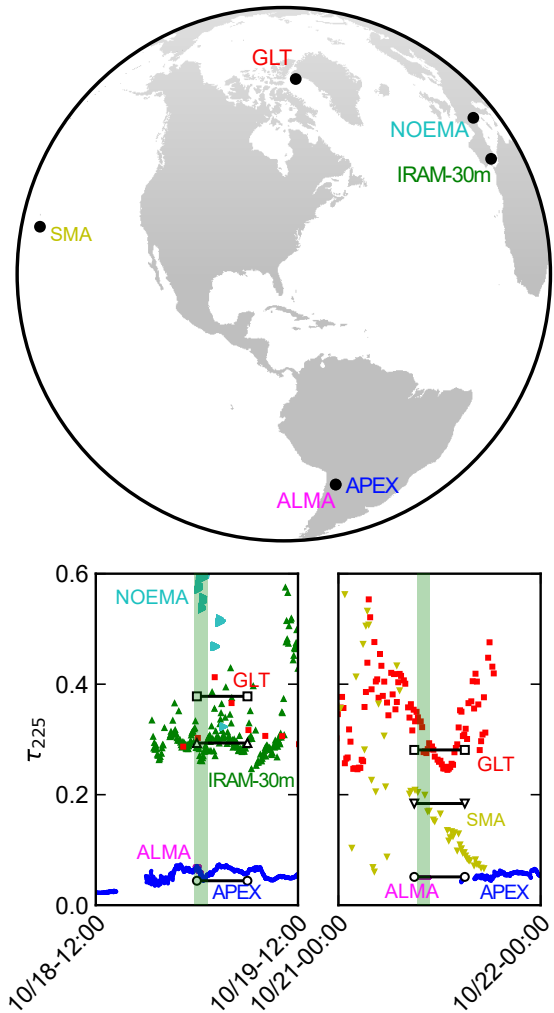 GLT
NOEMA
IRAM-30m
SMA
APEX
ALMA
0.6
NOEMA
GLT
0.4
τ225
IRAM-30m
GLT
0.2
SMA
ALMA
APEX
ALMA
APEX
0.0
10/18-12:00
10/19-12:00
10/21-00:00
10/22-00:00